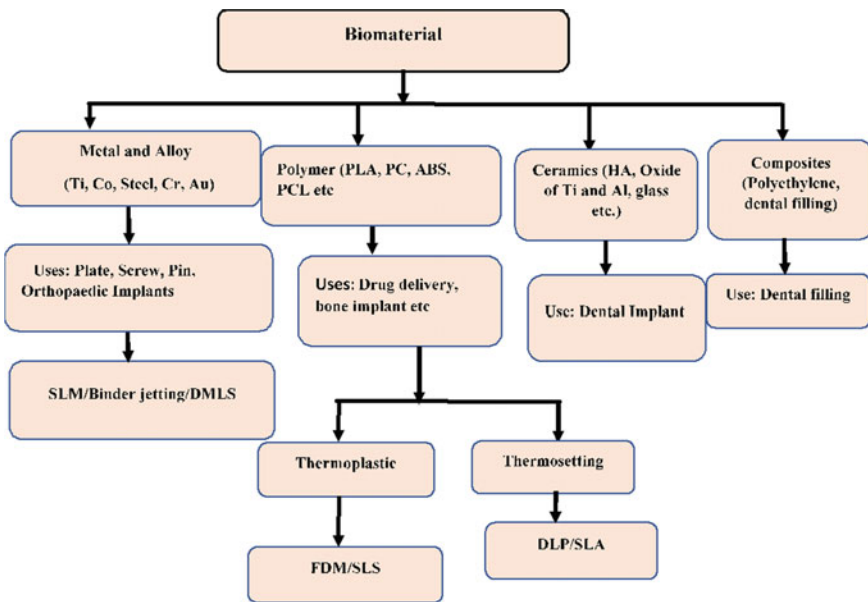 Biomaterial
Metal and Alloy
(Ti, Co, Steel, Cr, Au)
Polymer (PLA, PC, ABS,
PCL etc
Ceramics (HA, Oxide
of Ti and Al, glass
etc.)
Composites
(Polyethylene,
dental filling)
Uses: Plate, Screw, Pin,
Orthopaedic Implants
Uses: Drug delivery,
bone implant etc
Use: Dental Implant
Use: Dental filling
SLM/Binder jetting/DMLS
Thermoplastic
Thermosetting
FDM/SLS
DLP/SLA